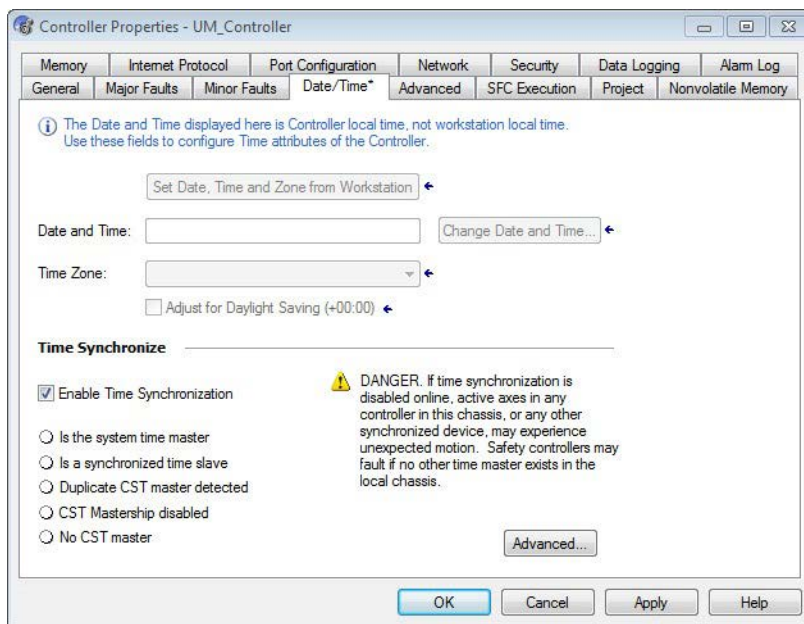 Controller Properties - UM_Controller
Memory Internet Protocol Port Configuration Network Security Data Logging Alarm Log
General Major Faults Minor Faults Date/Time* Advanced SFC Execution Project Nonvolatile Memory
The Date and Time displayed here is Controller local time, not workstation local time.
Use these fields to configure Time attributes of the Controller.
Set Date, Time and Zone from Workstation
Date and Time: Change Date and Time...
Time Zone:
Adjust for Daylight Saving (+00:00)
Time Synchronize
Enable Time Synchronization
Is the system time master
Is a synchronized time slave
Duplicate CST master detected
CST Mastership disabled
No CST master
DANGER. If time synchronization is
disabled online, active axes in any
controller in this chassis, or any other
synchronized device, may experience
unexpected motion. Safety controllers may
fault if no other time master exists in the
local chassis.
Advanced...
OK Cancel Apply Help